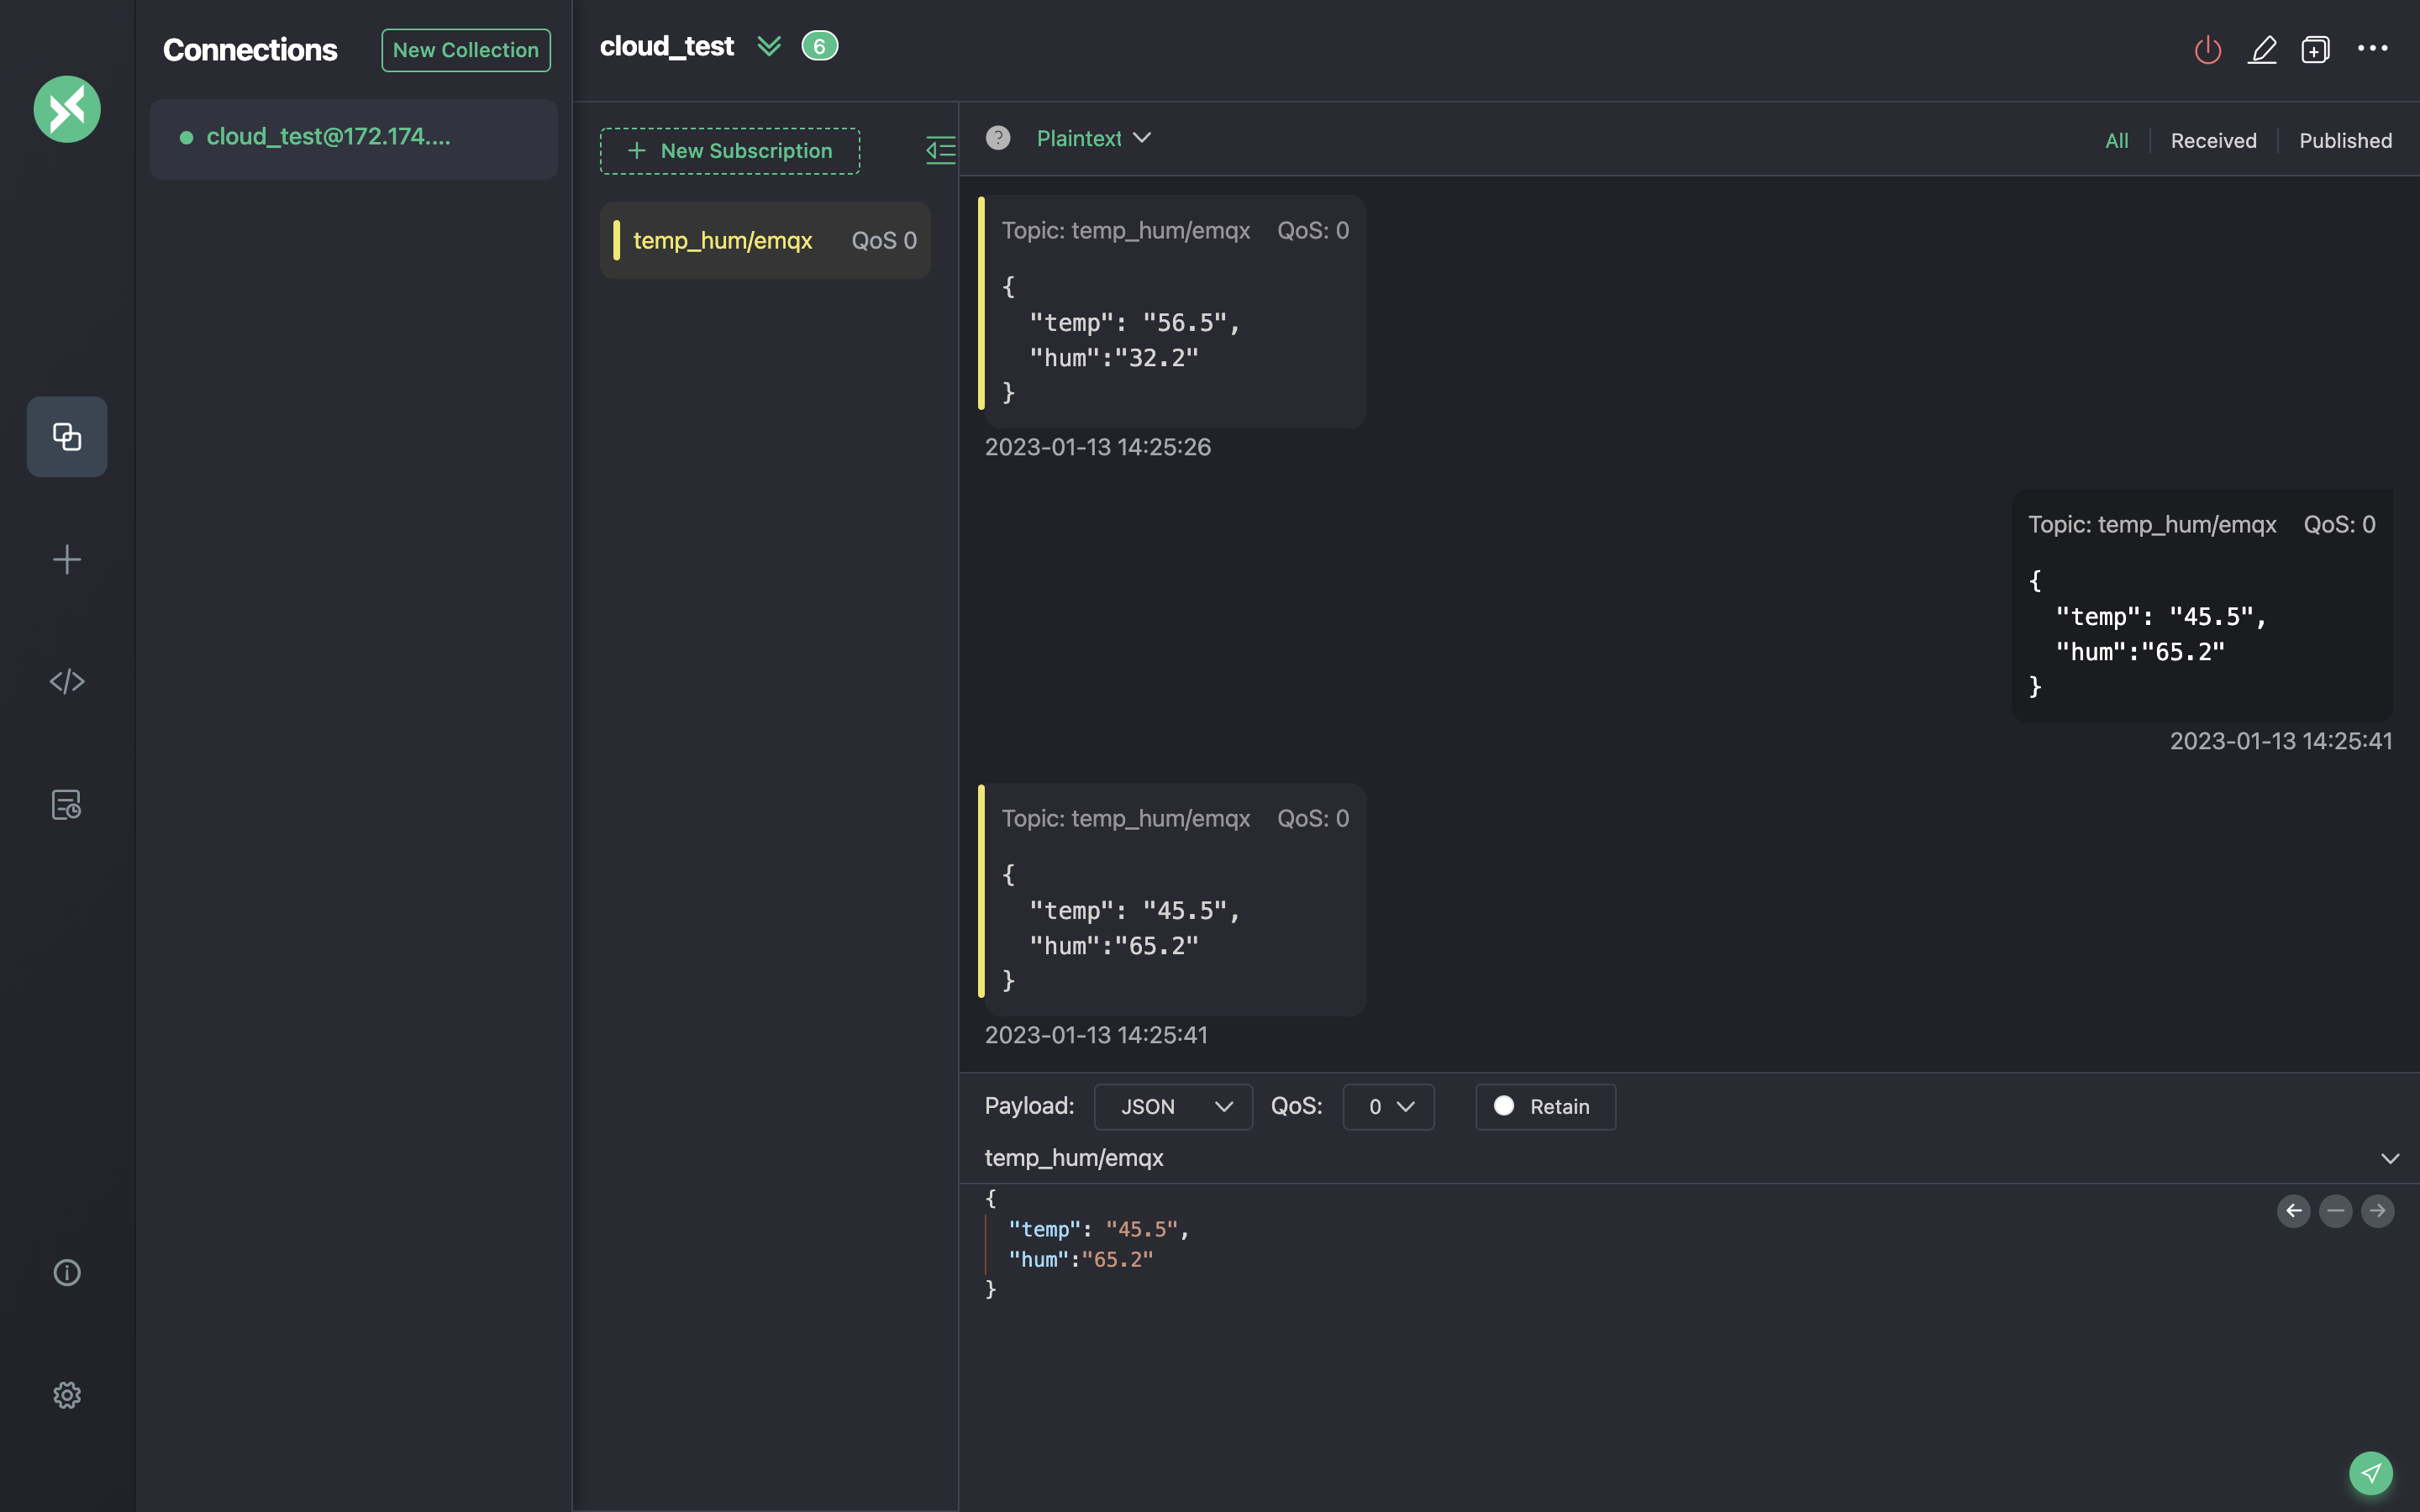 Connections
New Collection
cloud_test@172.174....
cloud_test
6
New Subscription
temp_hum/emqx QoS 0
Plaintext
All
Received
Published
Topic: temp_hum/emqx QoS: 0
{
"temp": "56.5",
"hum":"32.2"
}
2023-01-13 14:25:26
Topic: temp_hum/emqx QoS: 0
{
"temp": "45.5",
"hum":"65.2"
}
2023-01-13 14:25:41
Topic: temp_hum/emqx QoS: 0
{
"temp": "45.5",
"hum":"65.2"
}
2023-01-13 14:25:41
Payload: JSON QoS: 0 Retain
temp_hum/emqx
{
"temp": "45.5",
"hum":"65.2"
}